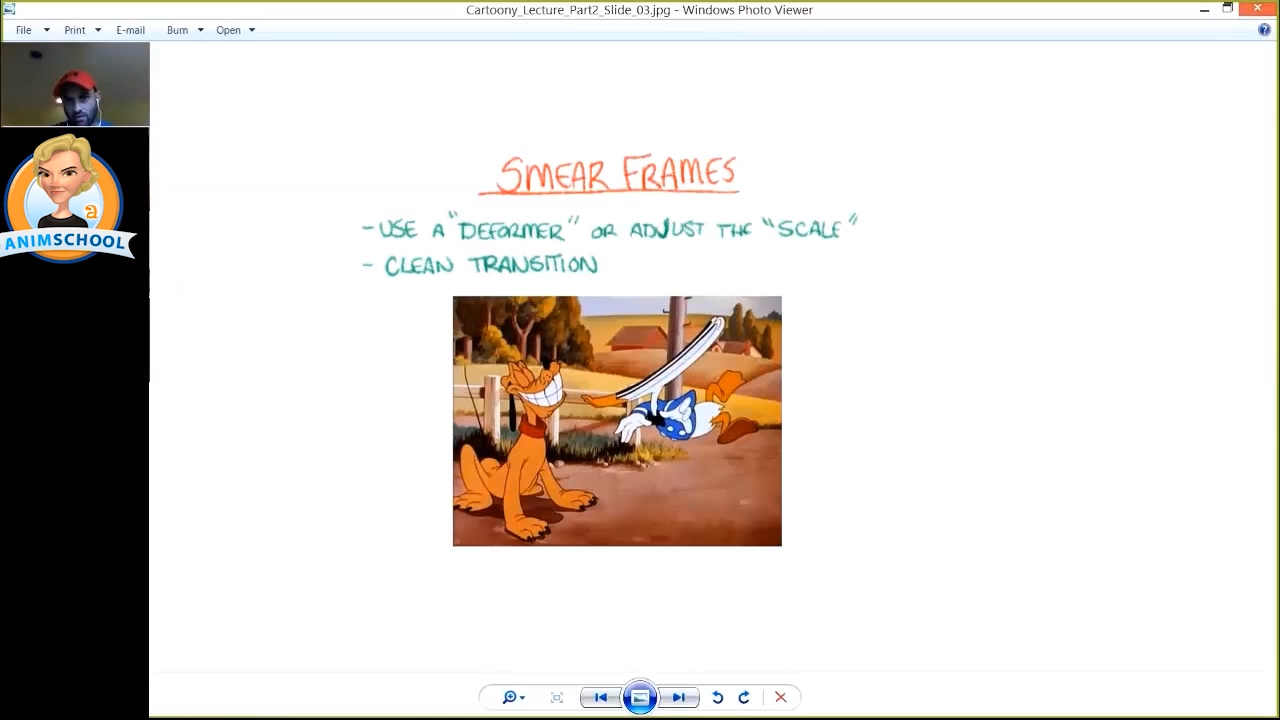 Cartoony_Lecture_Part2_Slide_03.jpg - Windows Photo Viewer
File Print E-mail Burn Open
a
ANIMSCHOOL
SMEAR FRAMES
- USE A "DEFORMER" OR ADJUST THE "SCALE"
- CLEAN TRANSITION